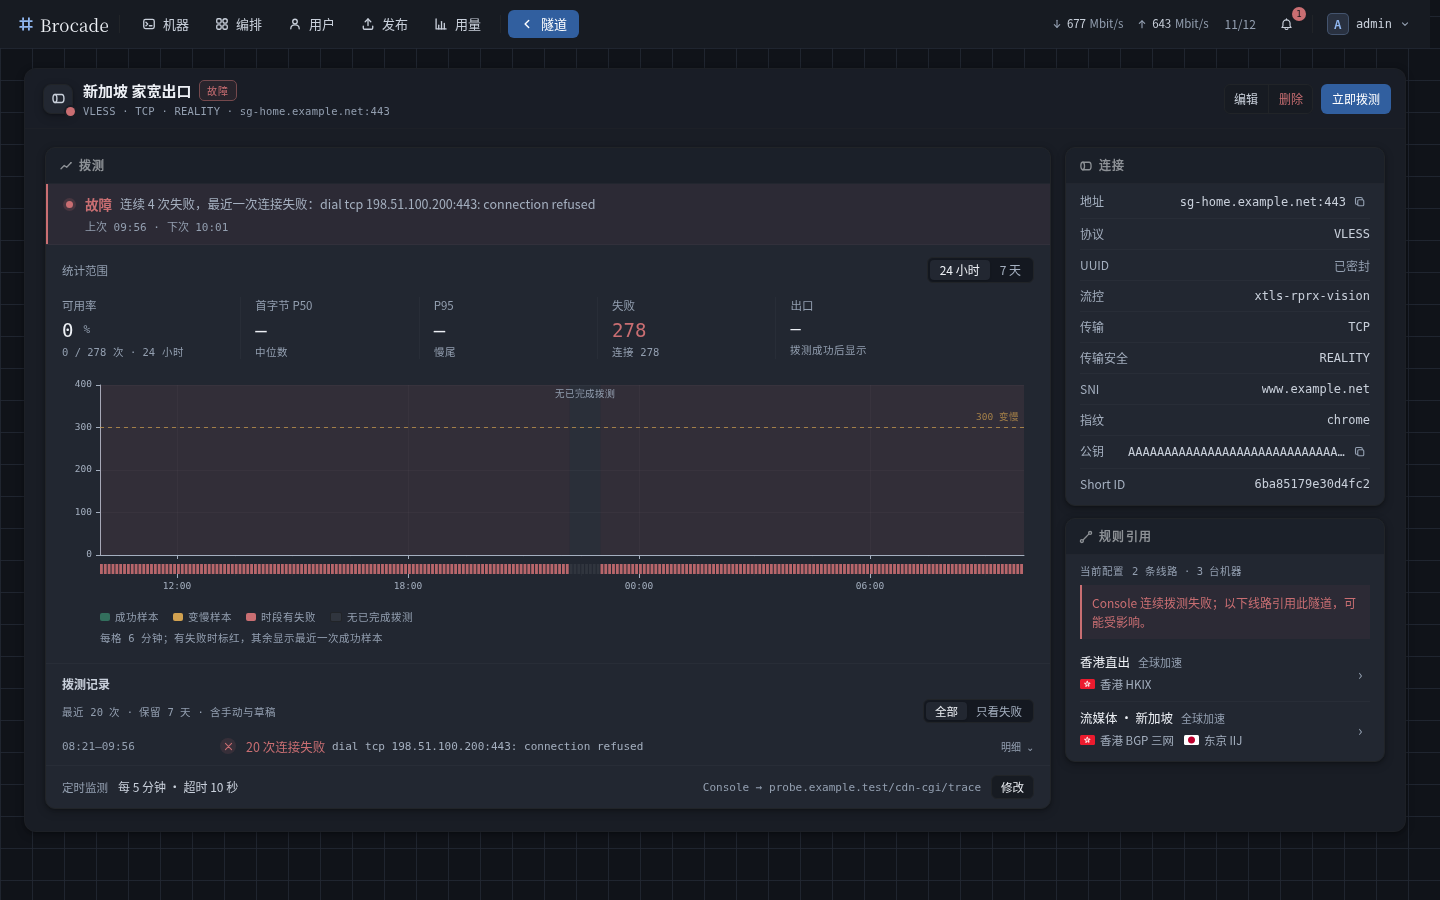 Brocade
机器
编排
用户
发布
用量
隧道
↓ 677 Mbit/s ↑ 643 Mbit/s 11/12
1
A admin
新加坡 家宽出口 故障
VLESS · TCP · REALITY · sg-home.example.net:443
编辑 删除 立即拨测
拨测
故障 连续 4 次失败，最近一次连接失败：dial tcp 198.51.100.200:443: connection refused
上次 09:56 · 下次 10:01
统计范围 24 小时 7 天
可用率 首字节 P50 P95 失败 出口
0 % — — 278 —
0 / 278 次 · 24 小时 中位数 慢尾 连接 278 拨测成功后显示
400
无已完成拨测
300 变慢
300
200
100
0
12:00 18:00 00:00 06:00
成功样本 变慢样本 时段有失败 无已完成拨测
每格 6 分钟；有失败时标红，其余显示最近一次成功样本
拨测记录
最近 20 次 · 保留 7 天 · 含手动与草稿 全部 只看失败
08:21—09:56 20 次连接失败 dial tcp 198.51.100.200:443: connection refused 明细
定时监测 每 5 分钟 · 超时 10 秒 Console → probe.example.test/cdn-cgi/trace 修改
连接
地址 sg-home.example.net:443
协议 VLESS
UUID 已密封
流控 xtls-rprx-vision
传输 TCP
传输安全 REALITY
SNI www.example.net
指纹 chrome
公钥 AAAAAAAAAAAAAAAAAAAAAAAAAAAAAA…
Short ID 6ba85179e30d4fc2
规则引用
当前配置 2 条线路 · 3 台机器
Console 连续拨测失败；以下线路引用此隧道，可
能受影响。
香港直出 全球加速
香港 HKIX
流媒体 · 新加坡 全球加速
香港 BGP 三网 东京 IIJ